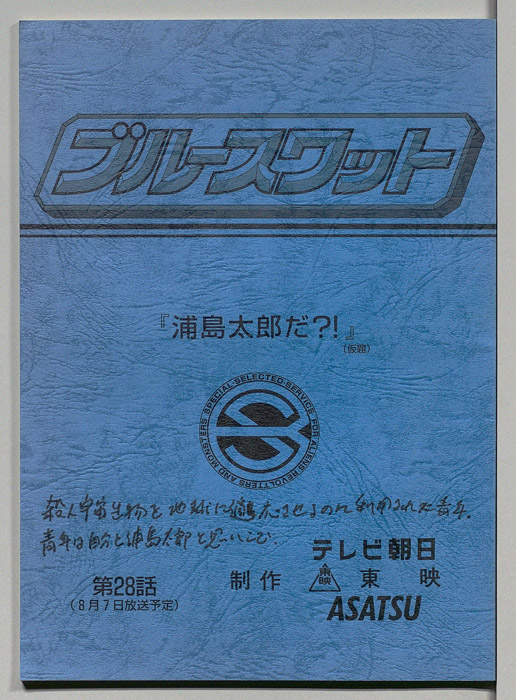 ブルースワット
『浦島太郎だ?!』
(仮題)
SPECIAL·SELECTED·SERVICE·FOR ALIENS REVOLTTERS AND MONSTERS
殺人宇宙生物を地球に
させるのに利用された青年。
青年は自分を浦島太郎と思いこむ。
第28話
(8月7日放送予定)
制作
テレビ朝日
東映
東映
ASATSU